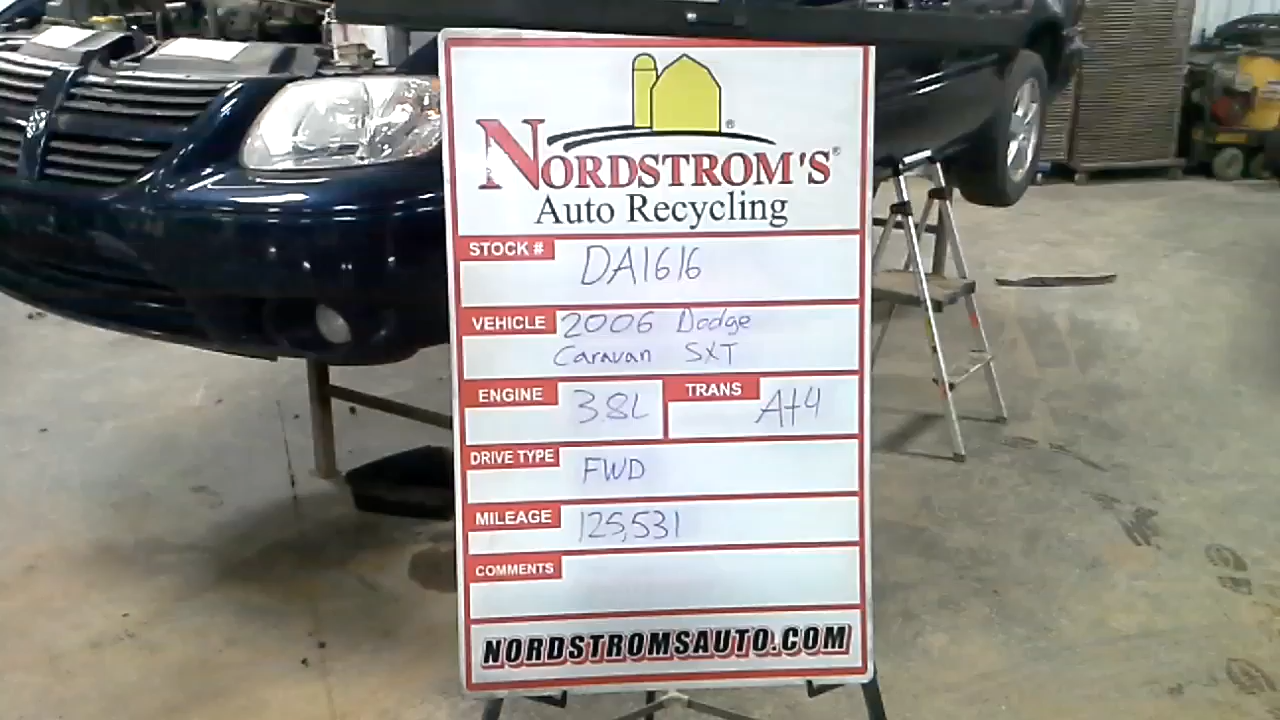 NORDSTROM'S®
Auto Recycling
STOCK # DA1616
VEHICLE 2006 Dodge
Caravan SXT
ENGINE 3.8L TRANS A+4
DRIVE TYPE FWD
MILEAGE 125,531
COMMENTS
NORDSTROMSAUTO.COM